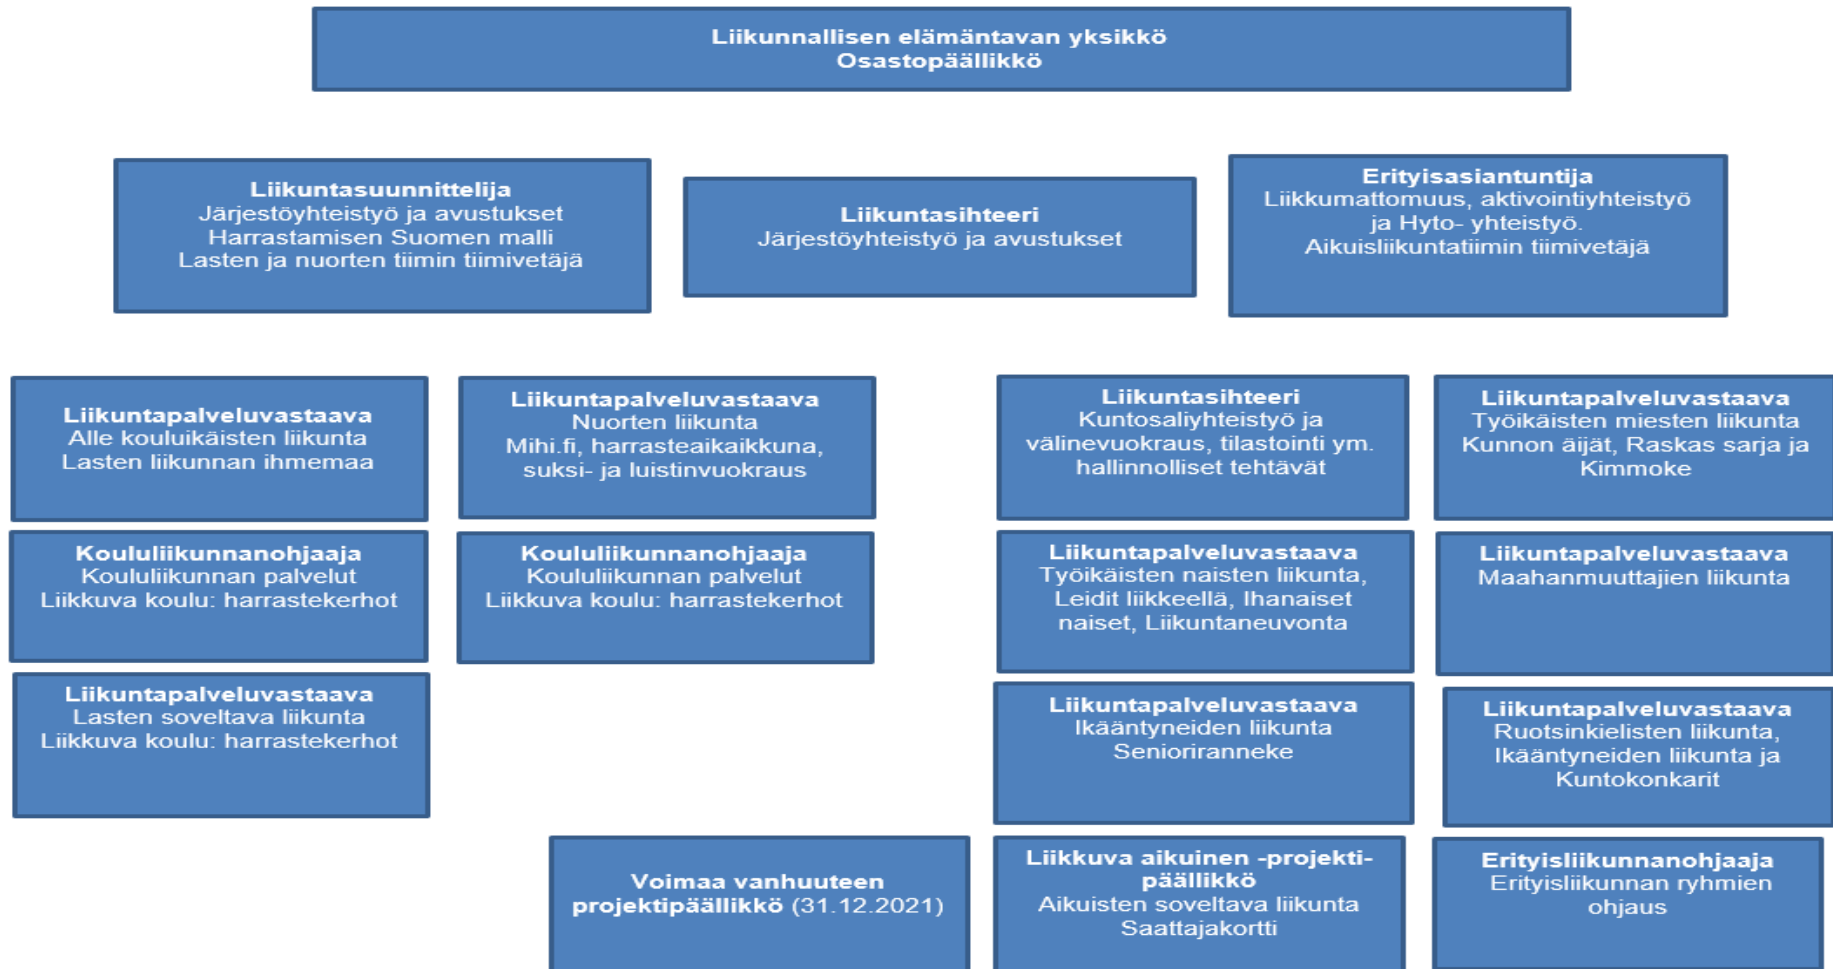 Liikunnallisen elämäntavan yksikkö
Osastopäällikkö
Liikuntasuunnittelija
Järjestöyhteistyö ja avustukset
Harrastamisen Suomen malli
Lasten ja nuorten tiimin tiimivetäjä
Liikuntasihteeri
Järjestöyhteistyö ja avustukset
Erityisasiantuntija
Liikkumattomuus, aktivointiyhteistyö
ja Hyto- yhteistyö.
Aikuisliikuntatiimin tiimivetäjä
Liikuntapalveluvastaava
Alle kouluikäisten liikunta
Lasten liikunnan ihmemaa
Liikuntapalveluvastaava
Nuorten liikunta
Mihi.fi, harrasteaikaikkuna,
suksi- ja luistinvuokraus
Liikuntasihteeri
Kuntosaliyhteistyö ja
välinevuokraus, tilastointi ym.
hallinnolliset tehtävät
Liikuntapalveluvastaava
Työikäisten miesten liikunta
Kunnon äijät, Raskas sarja ja
Kimmoke
Koululiikunnanohjaaja
Koululiikunnan palvelut
Liikkuva koulu: harrastekerhot
Koululiikunnanohjaaja
Koululiikunnan palvelut
Liikkuva koulu: harrastekerhot
Liikuntapalveluvastaava
Työikäisten naisten liikunta,
Leidit liikkeellä, Ihanaiset
naiset, Liikuntaneuvonta
Liikuntapalveluvastaava
Maahanmuuttajien liikunta
Liikuntapalveluvastaava
Lasten soveltava liikunta
Liikkuva koulu: harrastekerhot
Liikuntapalveluvastaava
Ikääntyneiden liikunta
Senioriranneke
Liikuntapalveluvastaava
Ruotsinkielisten liikunta,
Ikääntyneiden liikunta ja
Kuntokonkarit
Voimaa vanhuuteen
projektipäällikkö (31.12.2021)
Liikkuva aikuinen -projekti-
päällikkö
Aikuisten soveltava liikunta
Saattajakortti
Erityisliikunnanohjaaja
Erityisliikunnan ryhmien
ohjaus